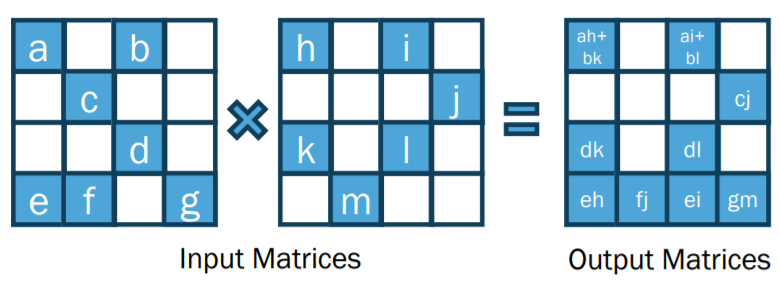 a b h i ah+ ai+
bk bl
c j cj
d k l dk dl
e f g m eh fj ei gm
Input Matrices Output Matrices